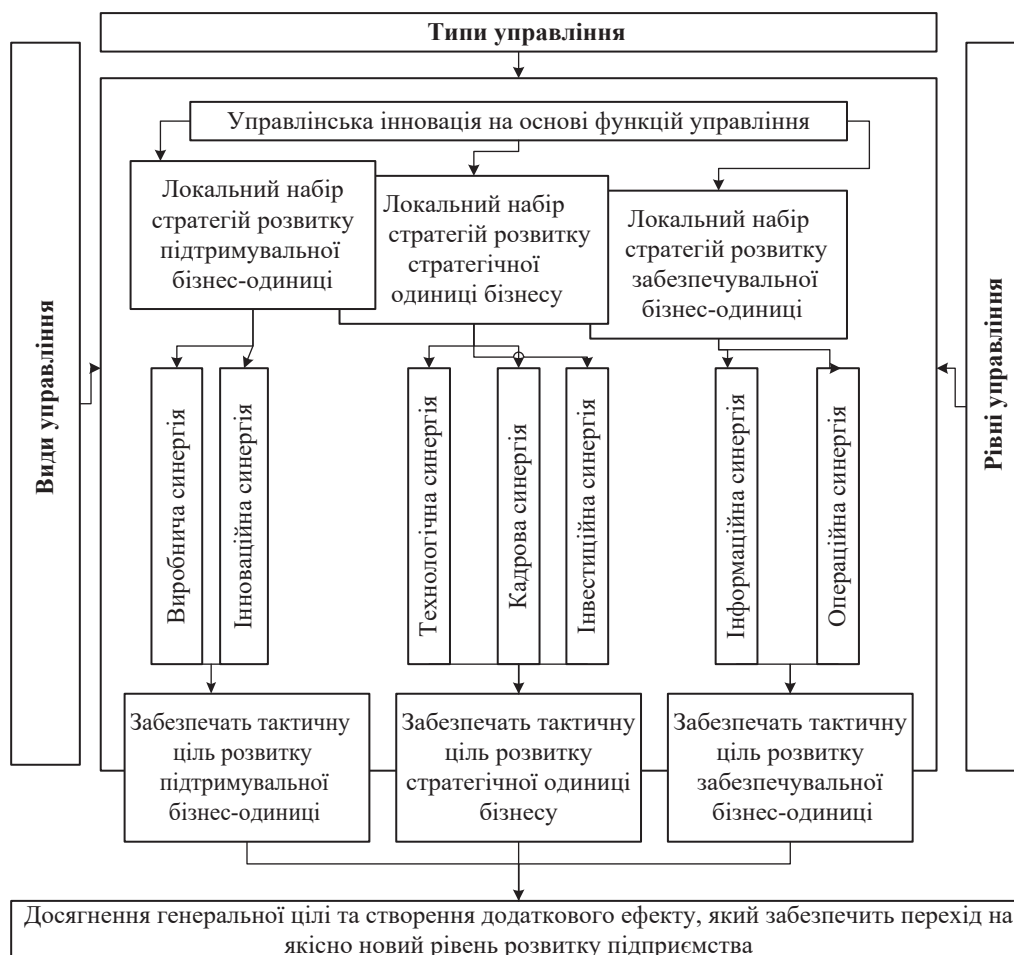 Типи управління
Види управління
Рівні управління
Управлінська інновація на основі функцій управління
Локальний набір
стратегій розвитку
підтримувальної
бізнес-одиниці
Локальний набір
стратегій розвитку
стратегічної
одиниці бізнесу
Локальний набір
стратегій розвитку
забезпечувальної
бізнес-одиниці
Виробнича синергія
Інноваційна синергія
Технологічна синергія
Кадрова синергія
Інвестиційна синергія
Інформаційна синергія
Операційна синергія
Забезпечать тактичну
ціль розвитку
підтримувальної
бізнес-одиниці
Забезпечать тактичну
ціль розвитку
стратегічної одиниці
бізнесу
Забезпечать тактичну
ціль розвитку
забезпечувальної
бізнес-одиниці
Досягнення генеральної цілі та створення додаткового ефекту, який забезпечить перехід на
якісно новий рівень розвитку підприємства